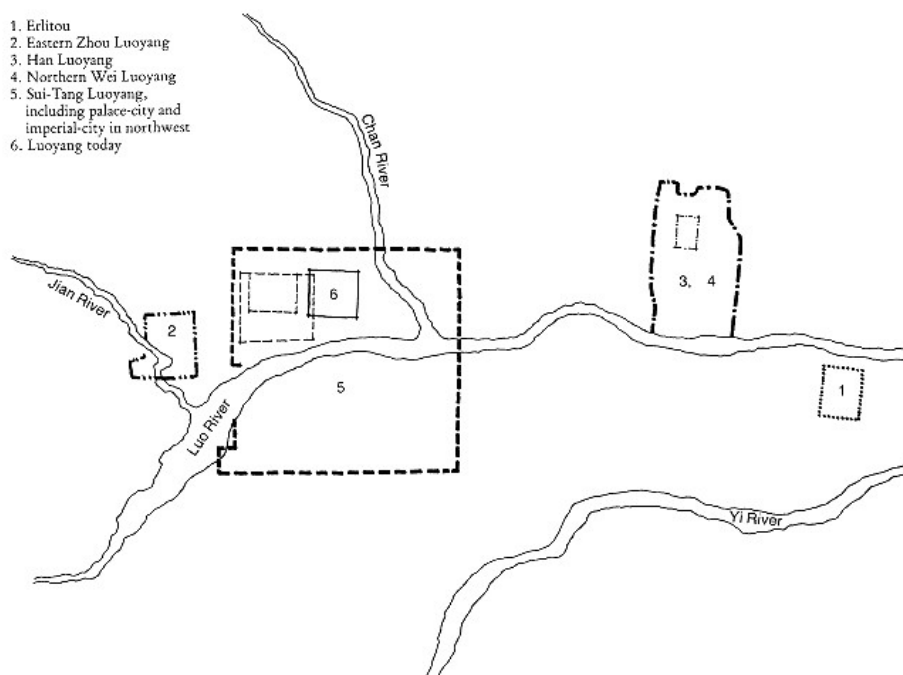 1. Erlitou
2. Eastern Zhou Luoyang
3. Han Luoyang
4. Northern Wei Luoyang
5. Sui-Tang Luoyang,
including palace-city and
imperial-city in northwest
6. Luoyang today
Chan River
Jian River
2
6
3, 4
5
1
Luo River
Yi River